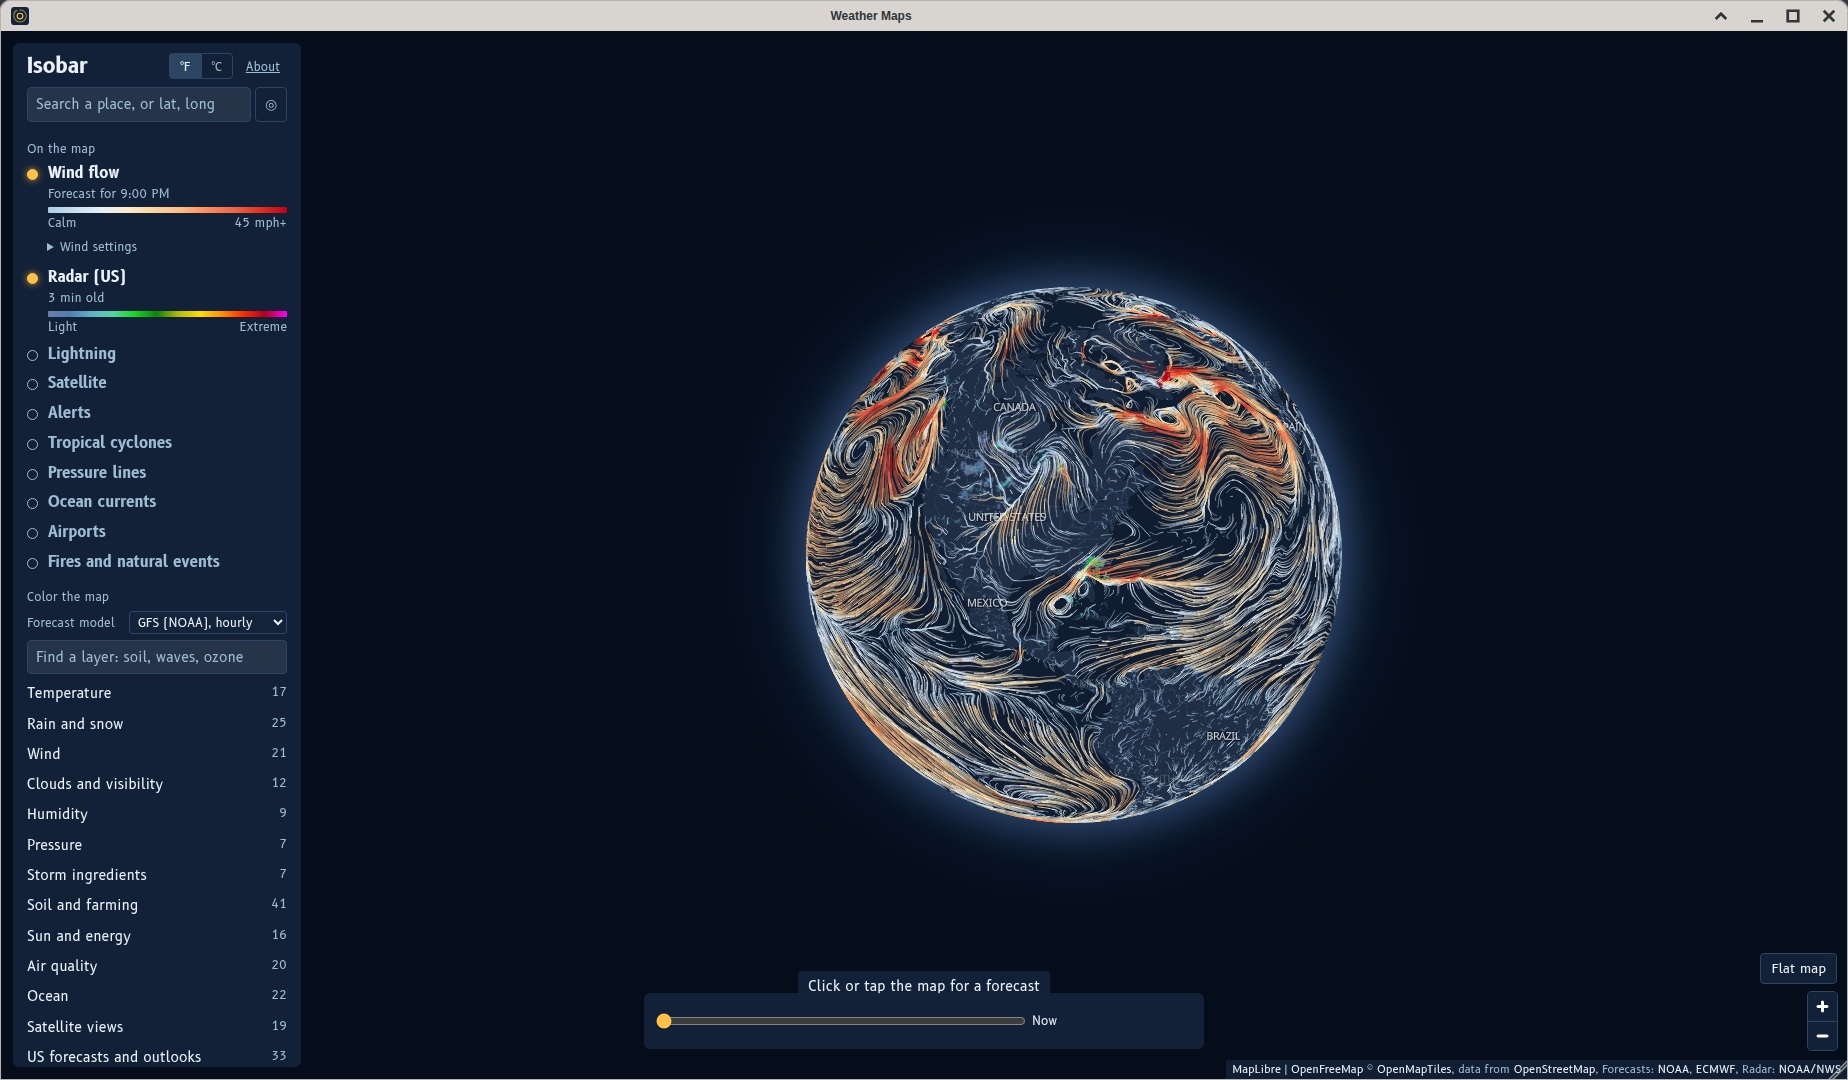 Weather Maps
Isobar
°F
°C
About
Search a place, or lat, long
On the map
Wind flow
Forecast for 9:00 PM
Calm
45 mph+
Wind settings
Radar (US)
3 min old
Light
Extreme
Lightning
Satellite
Alerts
Tropical cyclones
Pressure lines
Ocean currents
Airports
Fires and natural events
Color the map
Forecast model
GFS (NOAA), hourly
Find a layer: soil, waves, ozone
Temperature 17
Rain and snow 25
Wind 21
Clouds and visibility 12
Humidity 9
Pressure 7
Storm ingredients 7
Soil and farming 41
Sun and energy 16
Air quality 20
Ocean 22
Satellite views 19
US forecasts and outlooks 33
CANADA
UNITED STATES
MEXICO
BRAZIL
Click or tap the map for a forecast
Now
Flat map
+
−
MapLibre | OpenFreeMap © OpenMapTiles, data from OpenStreetMap, Forecasts: NOAA, ECMWF, Radar: NOAA/NWS